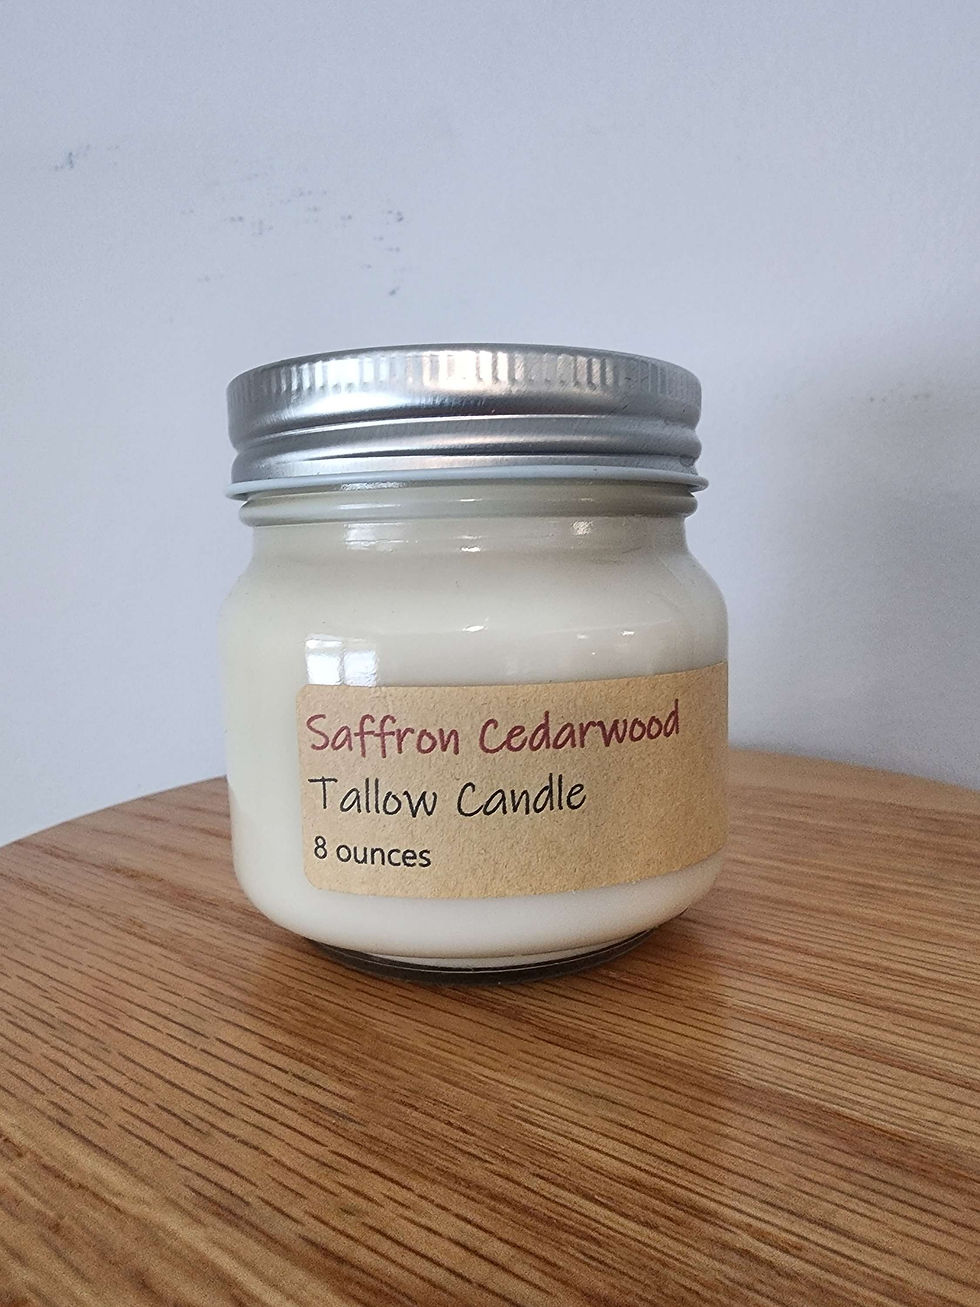 Saffron Cedarwood
Tallow Candle
8 ounces